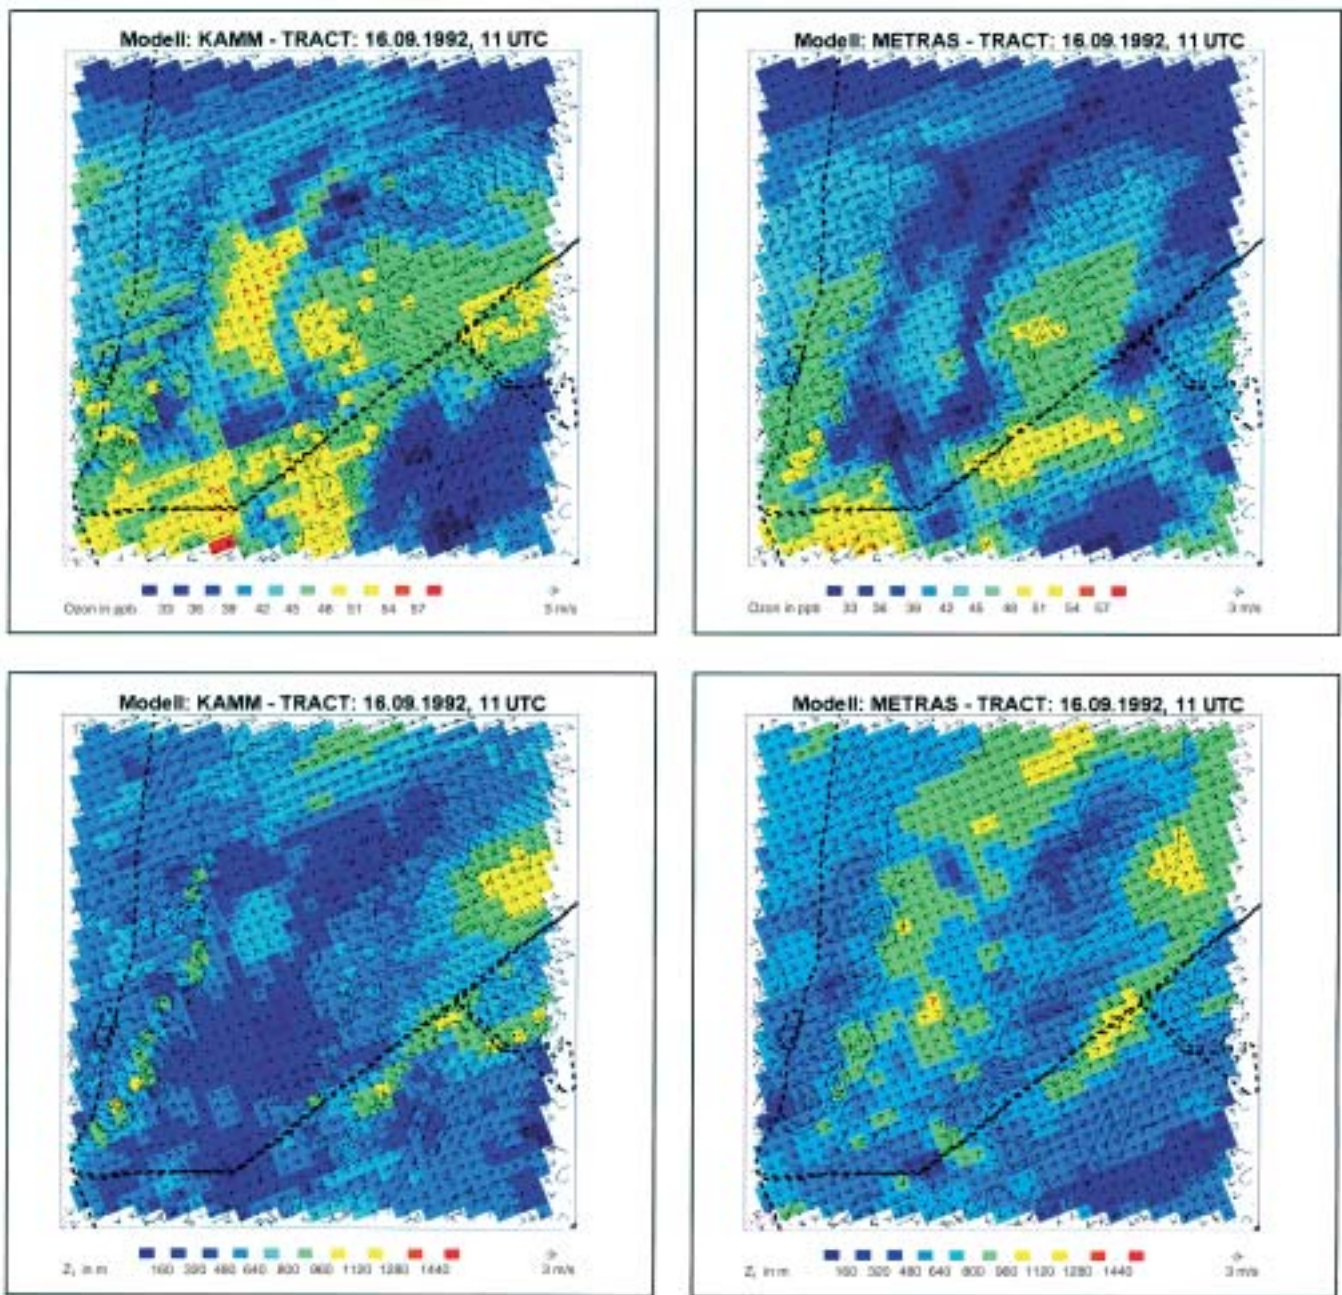 Modell: KAMM - TRACT: 16.09.1992, 11 UTC
Ozon in ppb 33 36 39 42 45 48 51 54 57
3 m/s
Modell: METRAS - TRACT: 16.09.1992, 11 UTC
Ozon in ppb 33 36 39 42 45 48 51 54 57
3 m/s
Modell: KAMM - TRACT: 16.09.1992, 11 UTC
Zi in m 160 320 480 640 800 960 1120 1280 1440
3 m/s
Modell: METRAS - TRACT: 16.09.1992, 11 UTC
Zi in m 160 320 480 640 800 960 1120 1280 1440
3 m/s